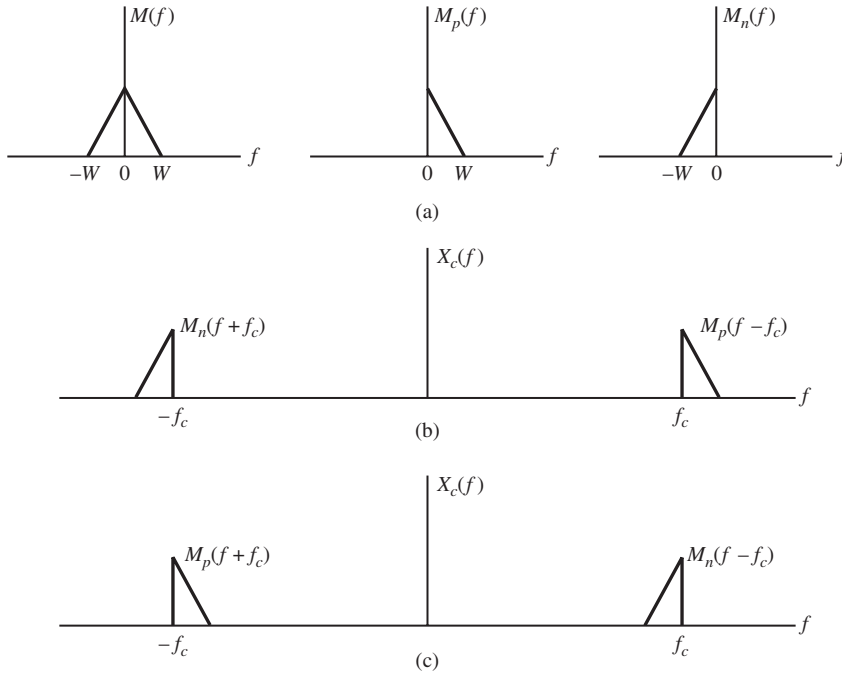 M(f)
M_p(f)
M_n(f)
f
f
f
−W 0 W
0 W
−W 0
(a)
X_c(f)
M_n(f + f_c)
M_p(f − f_c)
f
−f_c
f_c
(b)
X_c(f)
M_p(f + f_c)
M_n(f − f_c)
f
−f_c
f_c
(c)